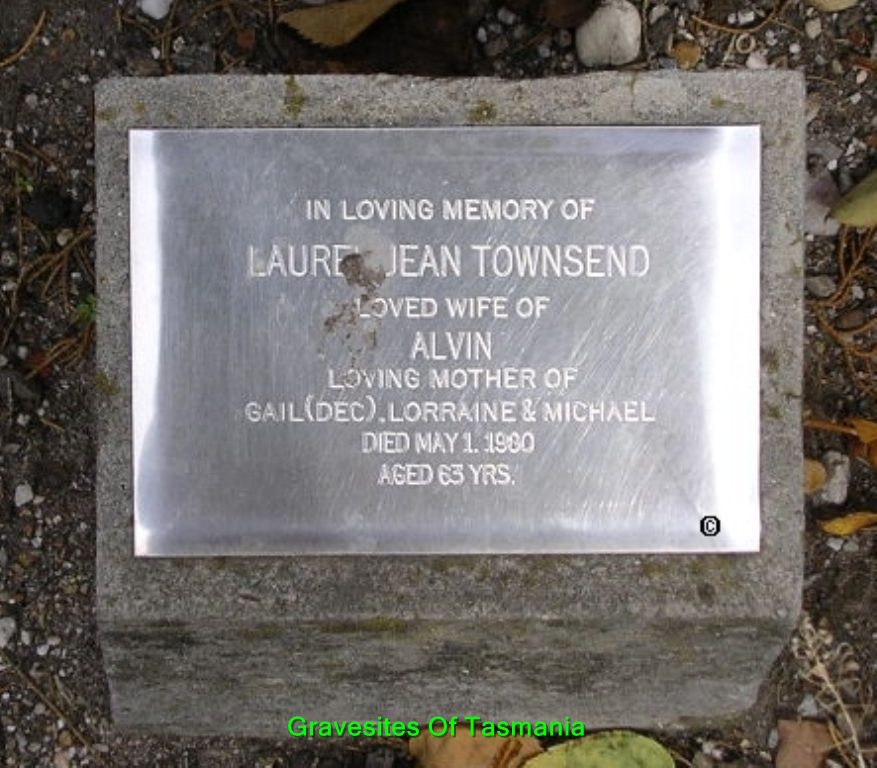 IN LOVING MEMORY OF
LAUREL JEAN TOWNSEND
LOVED WIFE OF
ALVIN
LOVING MOTHER OF
GAIL (DEC), LORRAINE & MICHAEL
DIED MAY 1. 1980
AGED 63 YRS.
©
Gravesites Of Tasmania